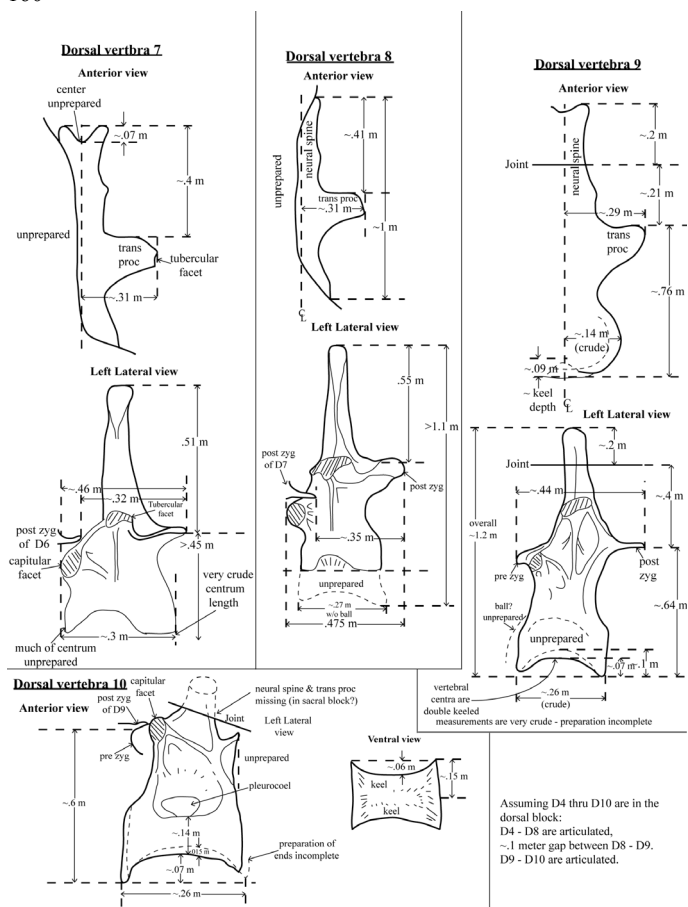 Dorsal vertbra 7
Anterior view
center
unprepared
~.07 m
~.4 m
unprepared
trans
proc
tubercular
facet
~.31 m
Left Lateral view
.51 m
~.46 m
~.32 m
Tubercular
facet
post zyg
of D6
capitular
facet
>.45 m
very crude
centrum
length
~.3 m
much of centrum
unprepared
Dorsal vertebra 8
Anterior view
unprepared
neural spine
~.41 m
trans proc
~.31 m
~1 m
CL
Left Lateral view
.55 m
>1.1 m
post zyg
of D7
post zyg
~.35 m
unprepared
~.27 m
w/o ball
.475 m
Dorsal vertebra 9
Anterior view
neural spine
~.2 m
Joint
~.21 m
~.29 m
trans
proc
~.76 m
~.14 m
(crude)
~.09 m
~ keel
depth
CL
Left Lateral view
~.2 m
Joint
~.44 m
~.4 m
overall
~1.2 m
pre zyg
post
zyg
ball?
unprepared
~.64 m
unprepared
~.07 m
~.1 m
vertebral
centra are
double keeled
~.26 m
(crude)
measurements are very crude - preparation incomplete
Dorsal vertebra 10
Anterior view
capitular
facet
post zyg
of D9
neural spine & trans proc
missing (in sacral block?)
Joint
Left Lateral
view
pre zyg
unprepared
pleurocoel
~.6 m
~.14 m
.015 m
~.07 m
preparation of
ends incomplete
~.26 m
Ventral view
~.06 m
~.15 m
keel
keel
Assuming D4 thru D10 are in the
dorsal block:
D4 - D8 are articulated,
~.1 meter gap between D8 - D9.
D9 - D10 are articulated.